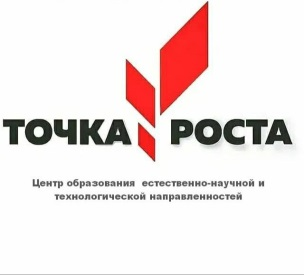 ТОЧКА РОСТА
Центр образования естественно-научной и
технологической направленностей